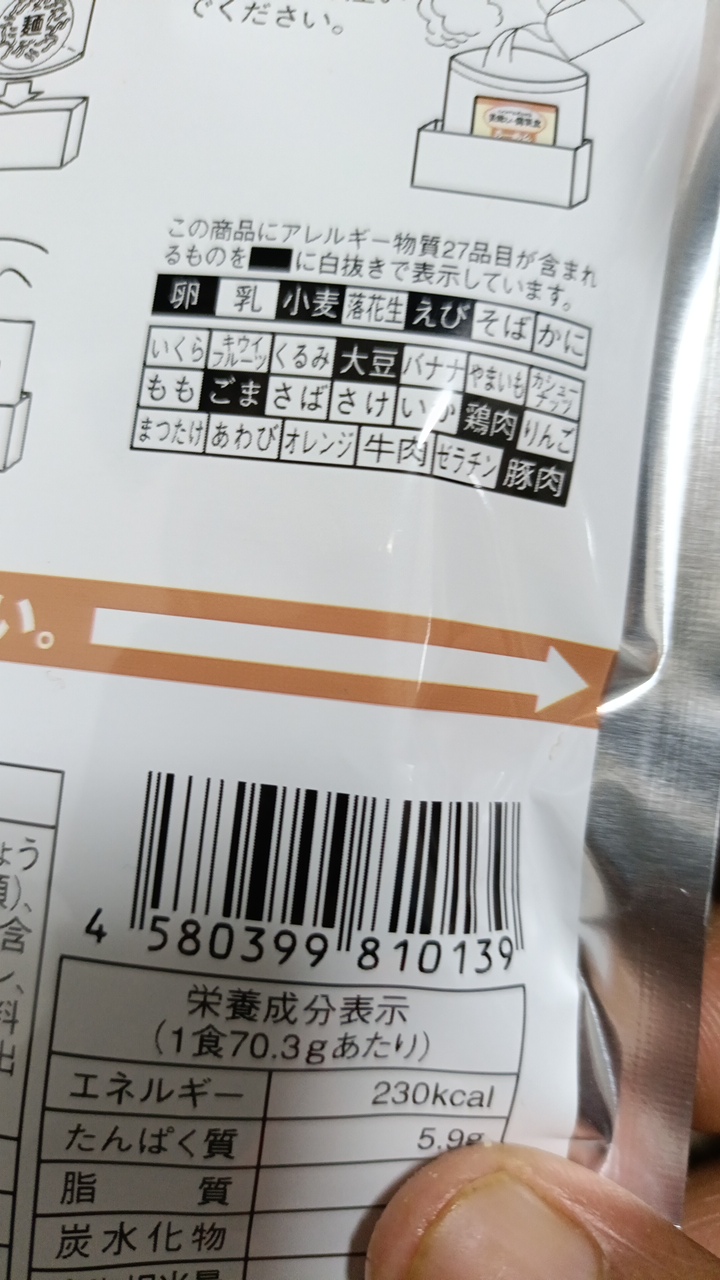 麺
でください。
この商品にアレルギー物質27品目が含まれ
るものを■に白抜きで表示しています。
卵 乳 小麦 落花生 えび そば かに
いくら キウイフルーツ くるみ 大豆 バナナ やまいも カシューナッツ
もも ごま さば さけ いか 鶏肉 りんご
まつたけ あわび オレンジ 牛肉 ゼラチン 豚肉
い。
ょう
含
料
出
4 580399 810139
栄養成分表示
(1食70.3gあたり)
エネルギー 230kcal
たんぱく質 5.9g
脂質
炭水化物